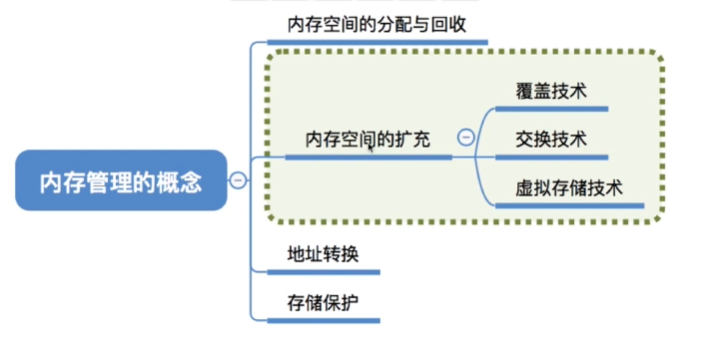 内存空间的分配与回收
覆盖技术
内存空间的扩充
交换技术
内存管理的概念
虚拟存储技术
地址转换
存储保护